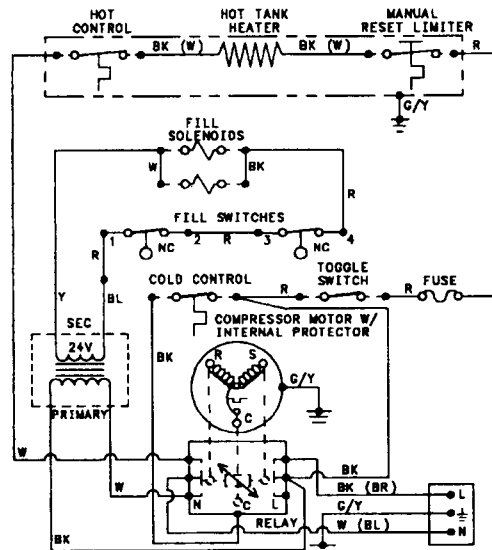 HOT CONTROL
HOT TANK HEATER
MANUAL RESET LIMITER
BK (W)
BK (W)
R
G/Y
FILL SOLENOIDS
W
BK
R
FILL SWITCHES
1
NC
2
R
3
NC
4
R
Y
BL
COLD CONTROL
R
TOGGLE SWITCH
R
FUSE
SEC
24V
COMPRESSOR MOTOR W/ INTERNAL PROTECTOR
BK
R
S
G/Y
C
PRIMARY
W
W
N
C
L
RELAY
BK
BK
BK (BR)
G/Y
W (BL)
L
N